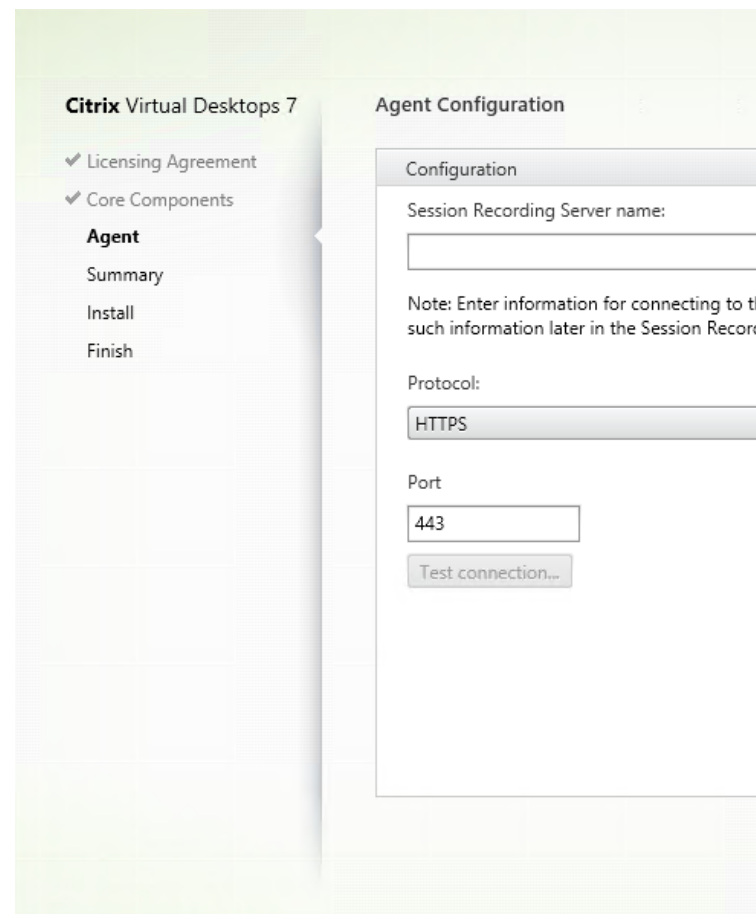 Citrix Virtual Desktops 7
Licensing Agreement
Core Components
Agent
Summary
Install
Finish
Agent Configuration
Configuration
Session Recording Server name:
Note: Enter information for connecting to
such information later in the Session
Protocol:
HTTPS
Port
443
Test connection...